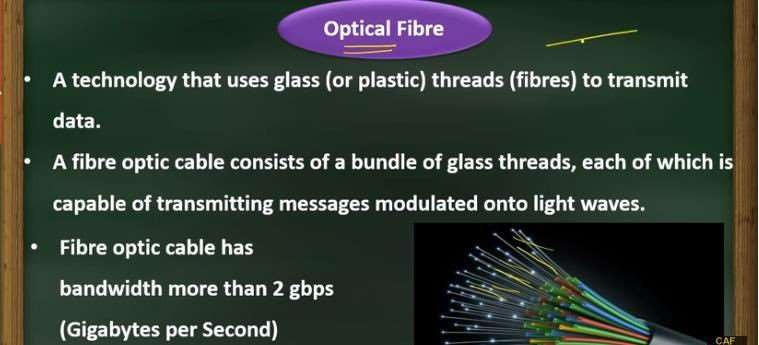 Optical Fibre
• A technology that uses glass (or plastic) threads (fibres) to transmit
data.
• A fibre optic cable consists of a bundle of glass threads, each of which is
capable of transmitting messages modulated onto light waves.
• Fibre optic cable has
bandwidth more than 2 gbps
(Gigabytes per Second)
CAF